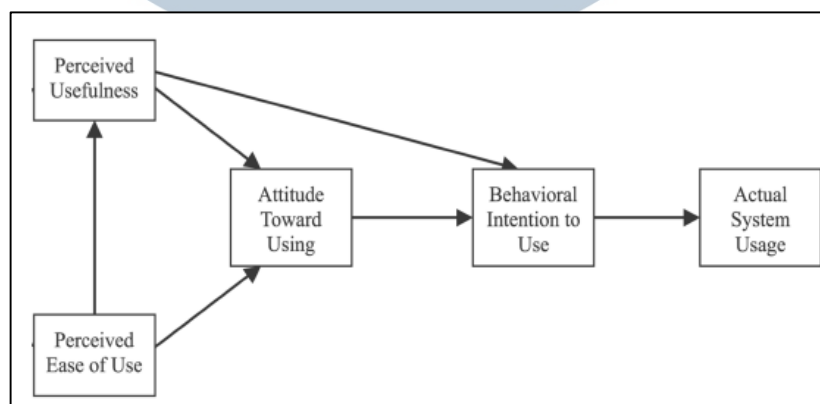 Perceived
Usefulness
Attitude
Toward
Using
Behavioral
Intention to
Use
Actual
System
Usage
Perceived
Ease of Use